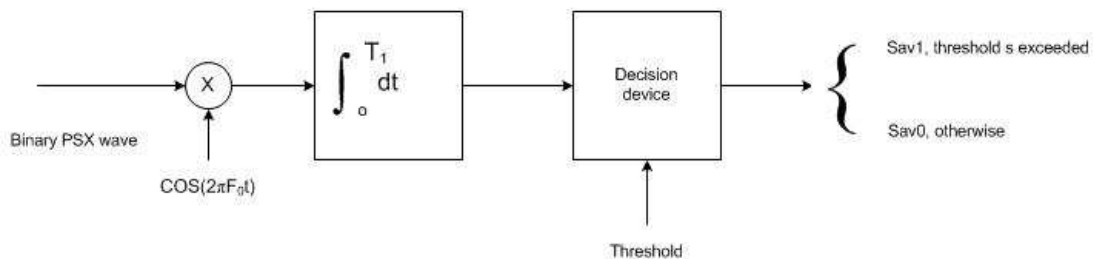 Binary PSX wave
X
COS(2πF₀t)
∫ T₁ o dt
Decision
device
Threshold
Sav1, threshold s exceeded
Sav0, otherwise